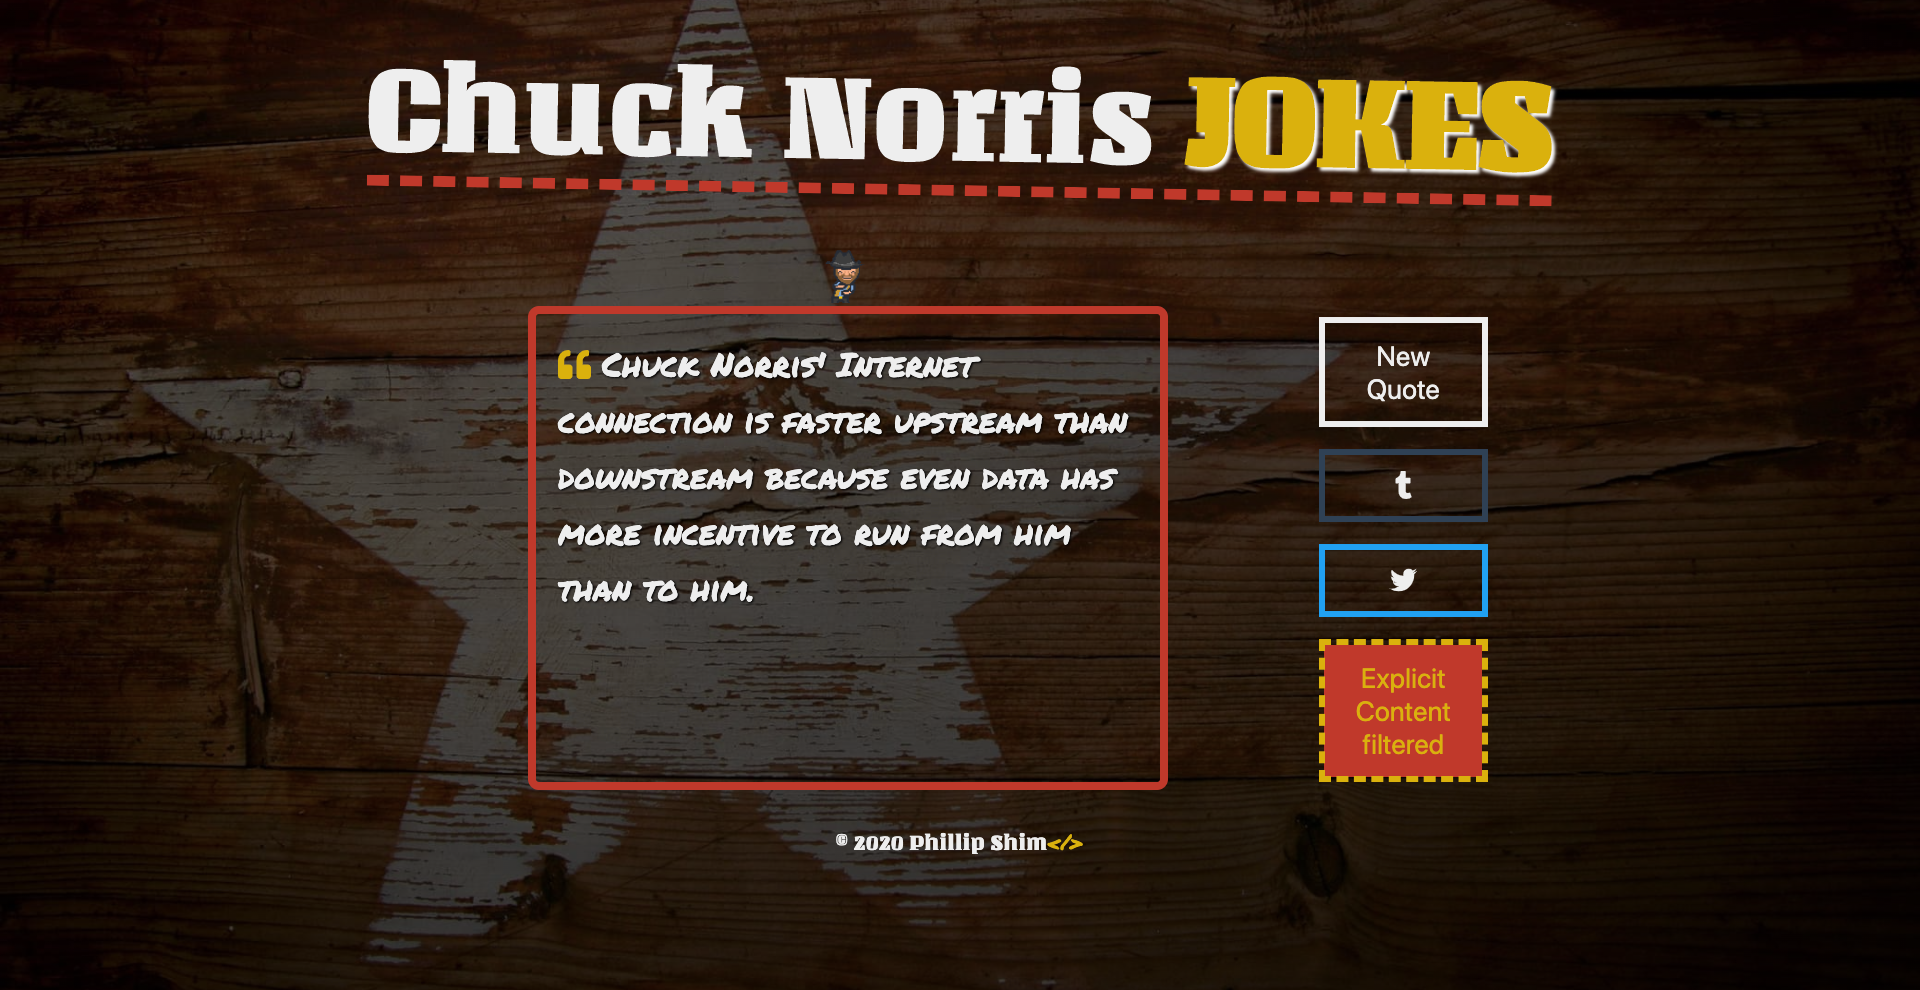 Chuck Norris JOKES
Chuck Norris' Internet
connection is faster upstream than
downstream because even data has
more incentive to run from him
than to him.
New
Quote
Explicit
Content
filtered
© 2020 Phillip Shim</>